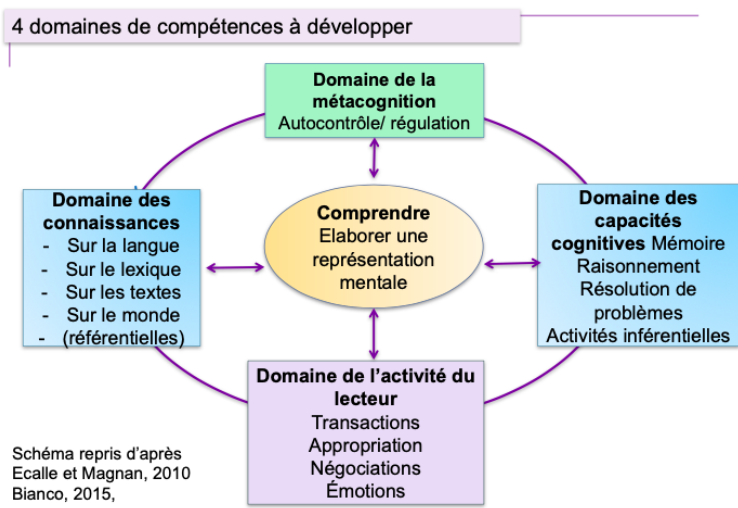 4 domaines de compétences à développer
Domaine de la
métacognition
Autocontrôle/ régulation
Domaine des
connaissances
- Sur la langue
- Sur le lexique
- Sur les textes
- Sur le monde
- (référentielles)
Comprendre
Elaborer une
représentation
mentale
Domaine des
capacités
cognitives Mémoire
Raisonnement
Résolution de
problèmes
Activités inférentielles
Domaine de l'activité du
lecteur
Transactions
Appropriation
Négociations
Émotions
Schéma repris d'après
Ecalle et Magnan, 2010
Bianco, 2015,